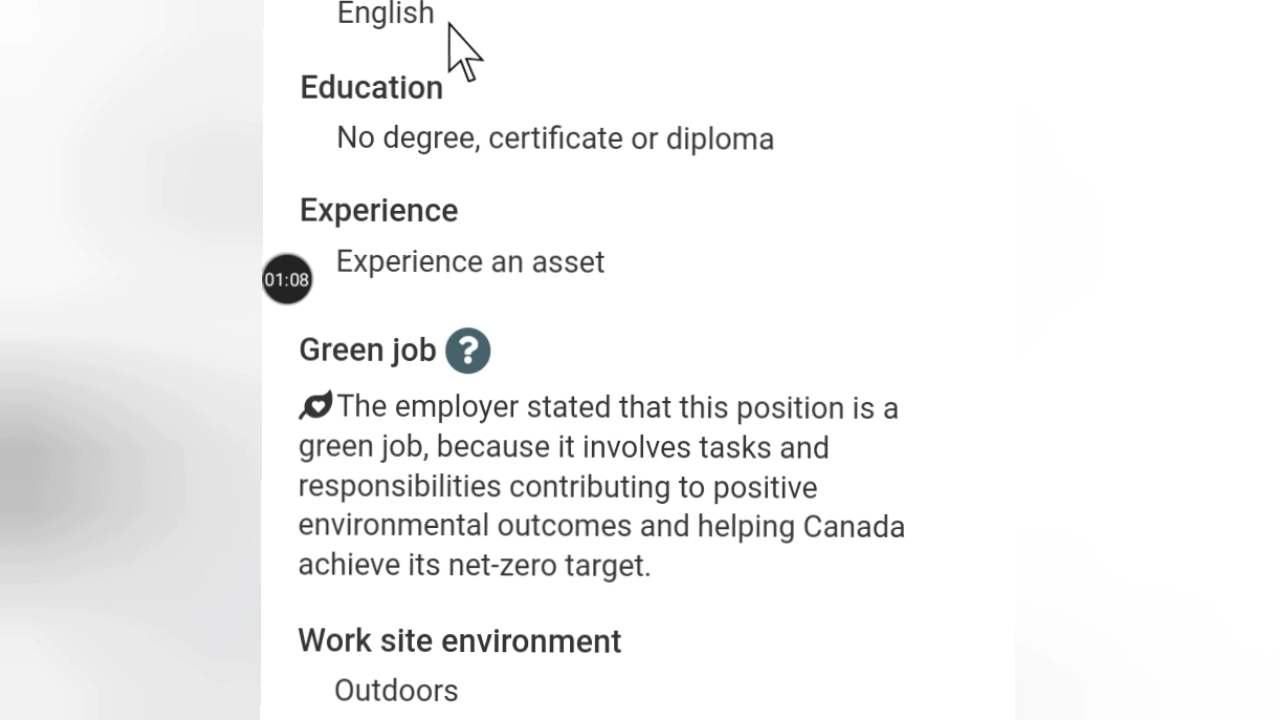 English
Education
No degree, certificate or diploma
Experience
Experience an asset
01:08
Green job ?
The employer stated that this position is a
green job, because it involves tasks and
responsibilities contributing to positive
environmental outcomes and helping Canada
achieve its net-zero target.
Work site environment
Outdoors